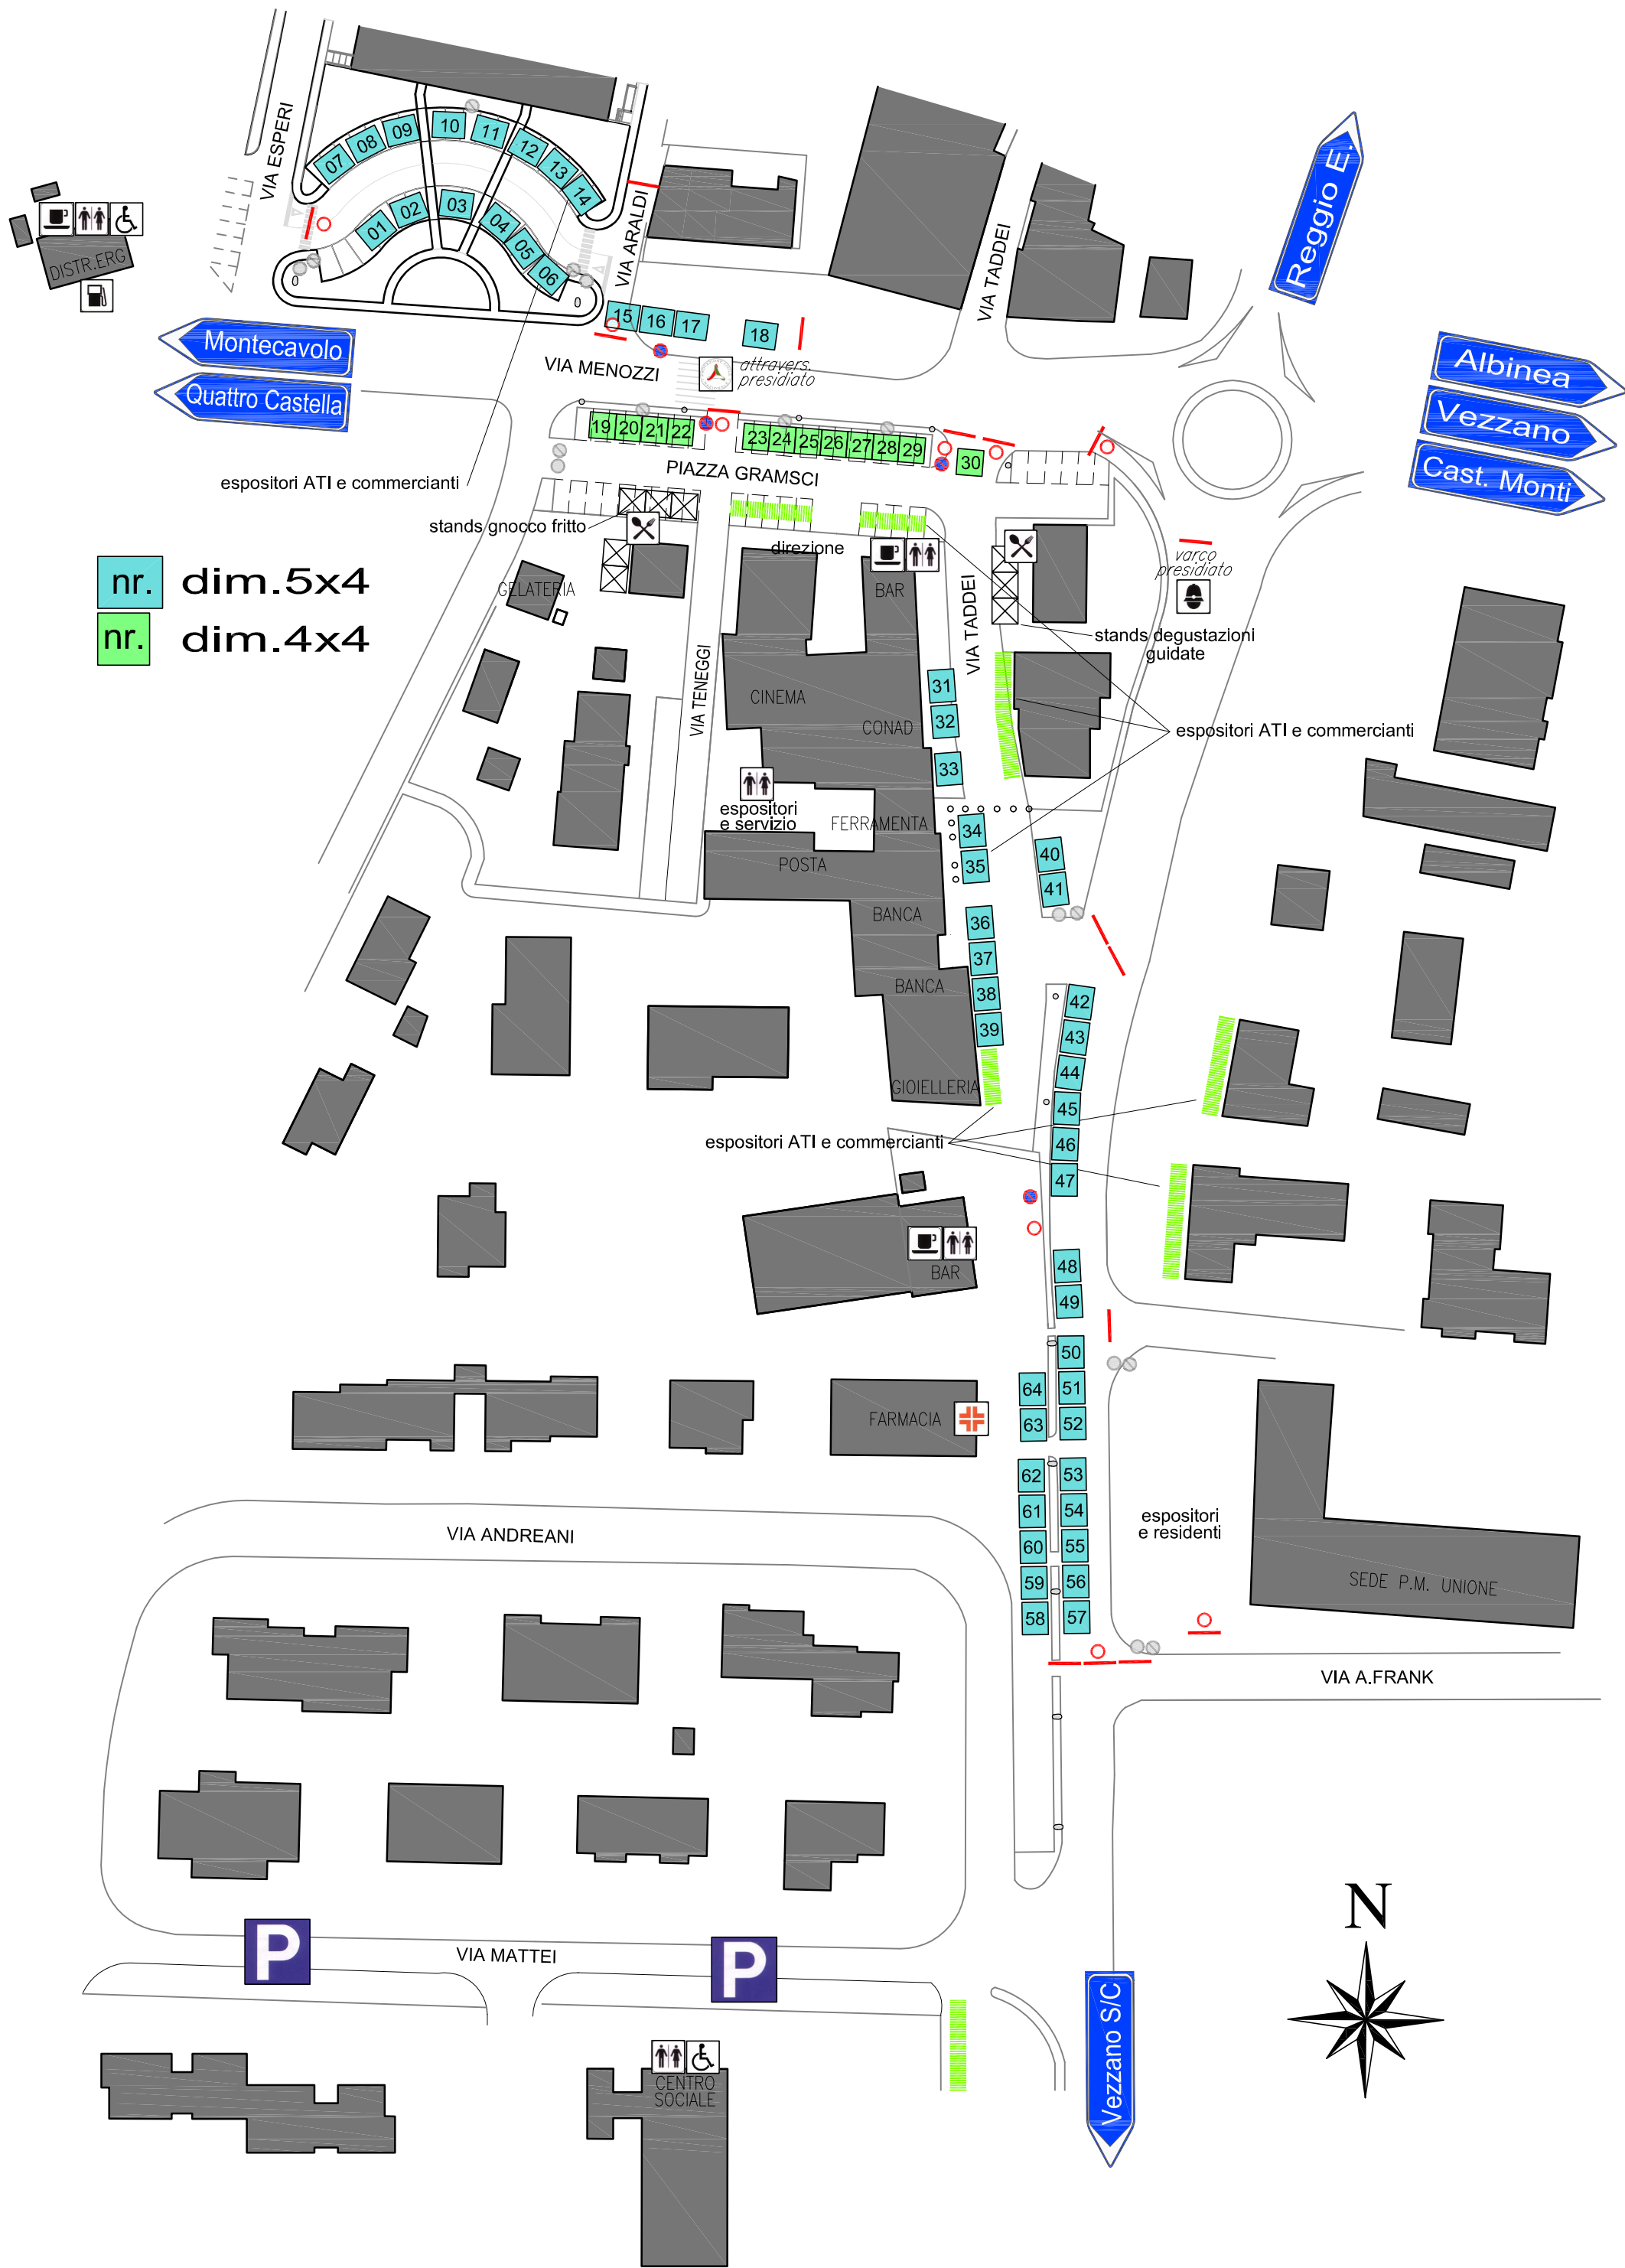 VIA ESPERI
10
11
09
12
08
13
07
14
03
02
04
01
05
06
0
0
VIA ARALDI
VIA TADDEI
Reggio E.
DISTR.ERG
15
16
17
18
Montecavolo
Quattro Castella
VIA MENOZZI
attravers.
presidiato
Albinea
Vezzano
Cast. Monti
19
20
21
22
23
24
25
26
27
28
29
30
PIAZZA GRAMSCI
espositori ATI e commercianti
stands gnocco fritto
direzione
varco
presidiato
nr. dim.5x4
nr. dim.4x4
GELATERIA
BAR
VIA TADDEI
stands degustazioni
guidate
VIA TENEGGI
CINEMA
CONAD
31
32
33
espositori ATI e commercianti
espositori
e servizio
FERRAMENTA
POSTA
34
35
40
41
BANCA
36
37
BANCA
38
39
42
43
44
GIOIELLERIA
45
46
47
espositori ATI e commercianti
BAR
48
49
50
64
51
63
52
FARMACIA
62
53
61
54
60
55
59
56
58
57
espositori
e residenti
VIA ANDREANI
SEDE P.M. UNIONE
VIA A.FRANK
N
P
VIA MATTEI
P
Vezzano S/C
CENTRO
SOCIALE